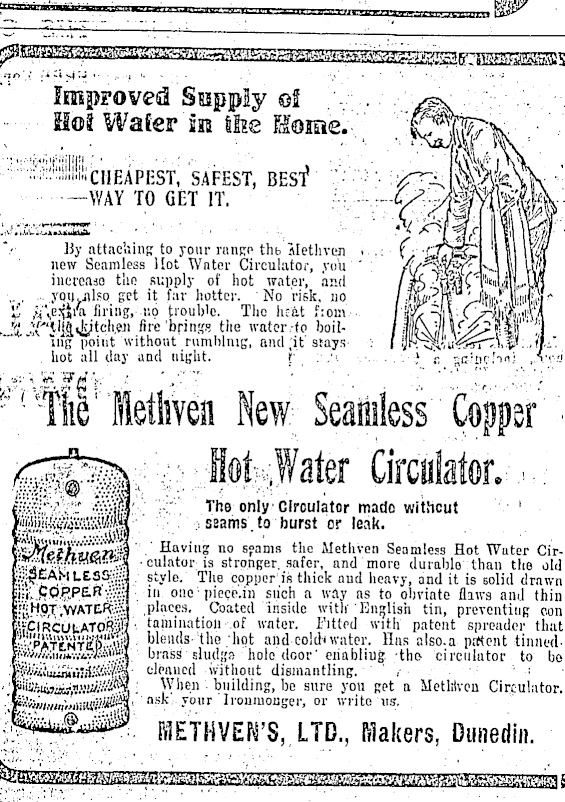 Improved Supply of
Hot Water in the Home.
CHEAPEST, SAFEST, BEST
WAY TO GET IT.
By attaching to your range the Methven
new Seamless Hot Water Circulator, you
increase the supply of hot water, and
you also get it far hotter. No risk, no
extra firing, no trouble. The heat from
the kitchen fire brings the water to boil-
ing point without rumbling, and it stays
hot all day and night.
The Methven New Seamless Copper
Hot Water Circulator.
The only Circulator made without
seams to burst or leak.
Methven
SEAMLESS
COPPER
HOT WATER
CIRCULATOR
PATENTED
Having no seams the Methven Seamless Hot Water Cir-
culator is stronger, safer, and more durable than the old
style. The copper is thick and heavy, and it is solid drawn
in one piece in such a way as to obviate flaws and thin
places. Coated inside with English tin, preventing con
tamination of water. Fitted with patent spreader that
blends the hot and cold water. Has also a patent tinned
brass sludge hole door enabling the circulator to be
cleaned without dismantling.
When building, be sure you get a Methven Circulator.
ask your Ironmonger, or write us.
METHVEN'S, LTD., Makers, Dunedin.